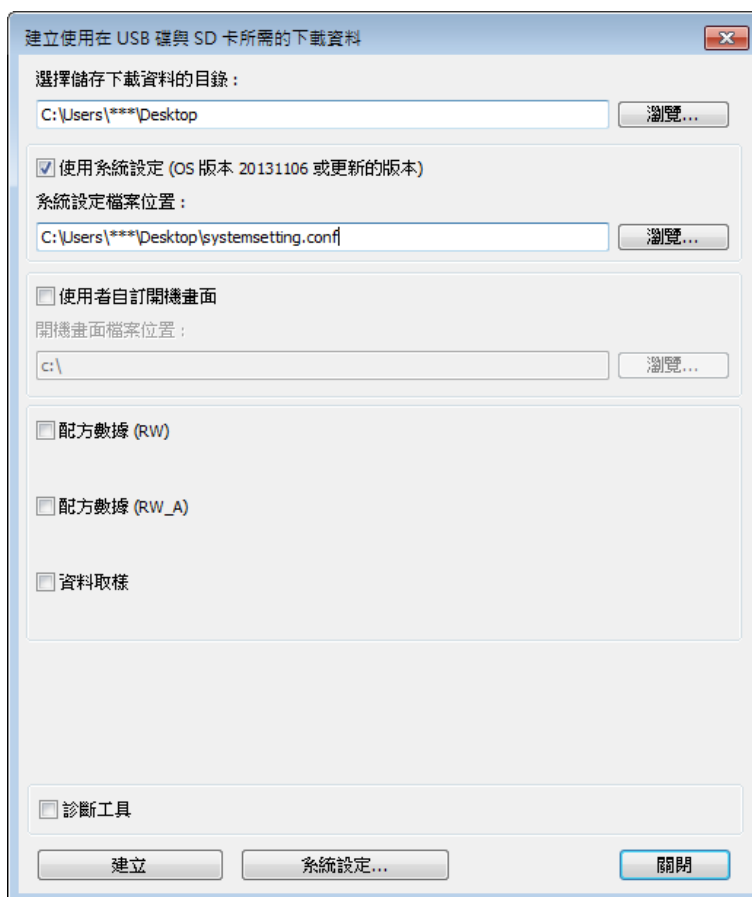 建立使用在 USB 碟與 SD 卡所需的下載資料
選擇儲存下載資料的目錄：
C:\Users\***\Desktop
瀏覽...
使用系統設定 (OS 版本 20131106 或更新的版本)
系統設定檔案位置：
C:\Users\***\Desktop\systemsetting.conf
瀏覽...
使用者自訂開機畫面
開機畫面檔案位置：
c:\
瀏覽...
配方數據 (RW)
配方數據 (RW_A)
資料取樣
診斷工具
建立
系統設定...
關閉